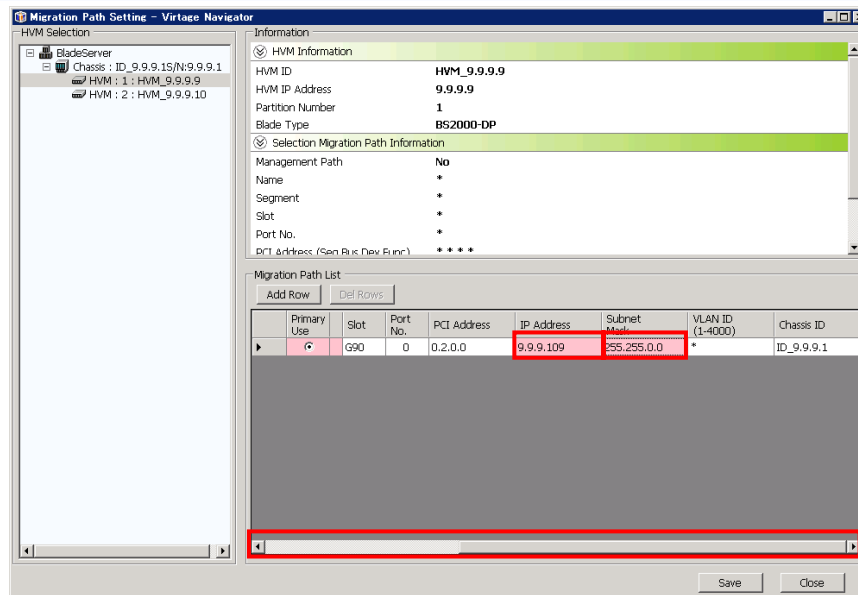 Migration Path Setting - Virtage Navigator
HVM Selection
BladeServer
Chassis : ID_9.9.9.1S/N:9.9.9.1
HVM : 1 : HVM_9.9.9.9
HVM : 2 : HVM_9.9.9.10
Information
HVM Information
HVM ID HVM_9.9.9.9
HVM IP Address 9.9.9.9
Partition Number 1
Blade Type BS2000-DP
Selection Migration Path Information
Management Path No
Name *
Segment *
Slot *
Port No. *
PCI Address (Seg Bus Dev Func) * * * *
Migration Path List
Add Row Del Rows
Primary Use Slot Port No. PCI Address IP Address Subnet Mask VLAN ID (1-4000) Chassis ID
G90 0 0.2.0.0 9.9.9.109 255.255.0.0 * ID_9.9.9.1
Save Close